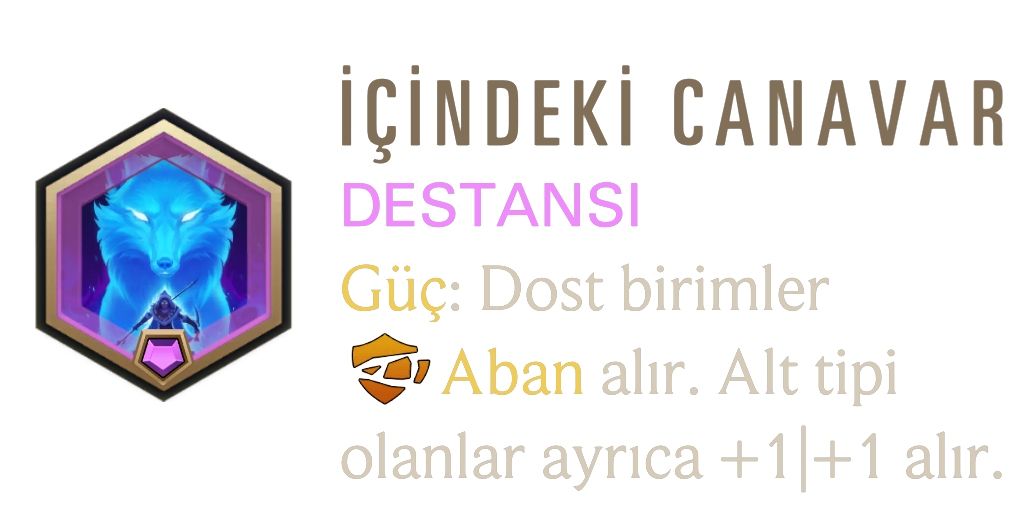 İÇİNDEKİ CANAVAR
DESTANSI
Güç: Dost birimler
Aban alır. Alt tipi
olanlar ayrıca +1|+1 alır.